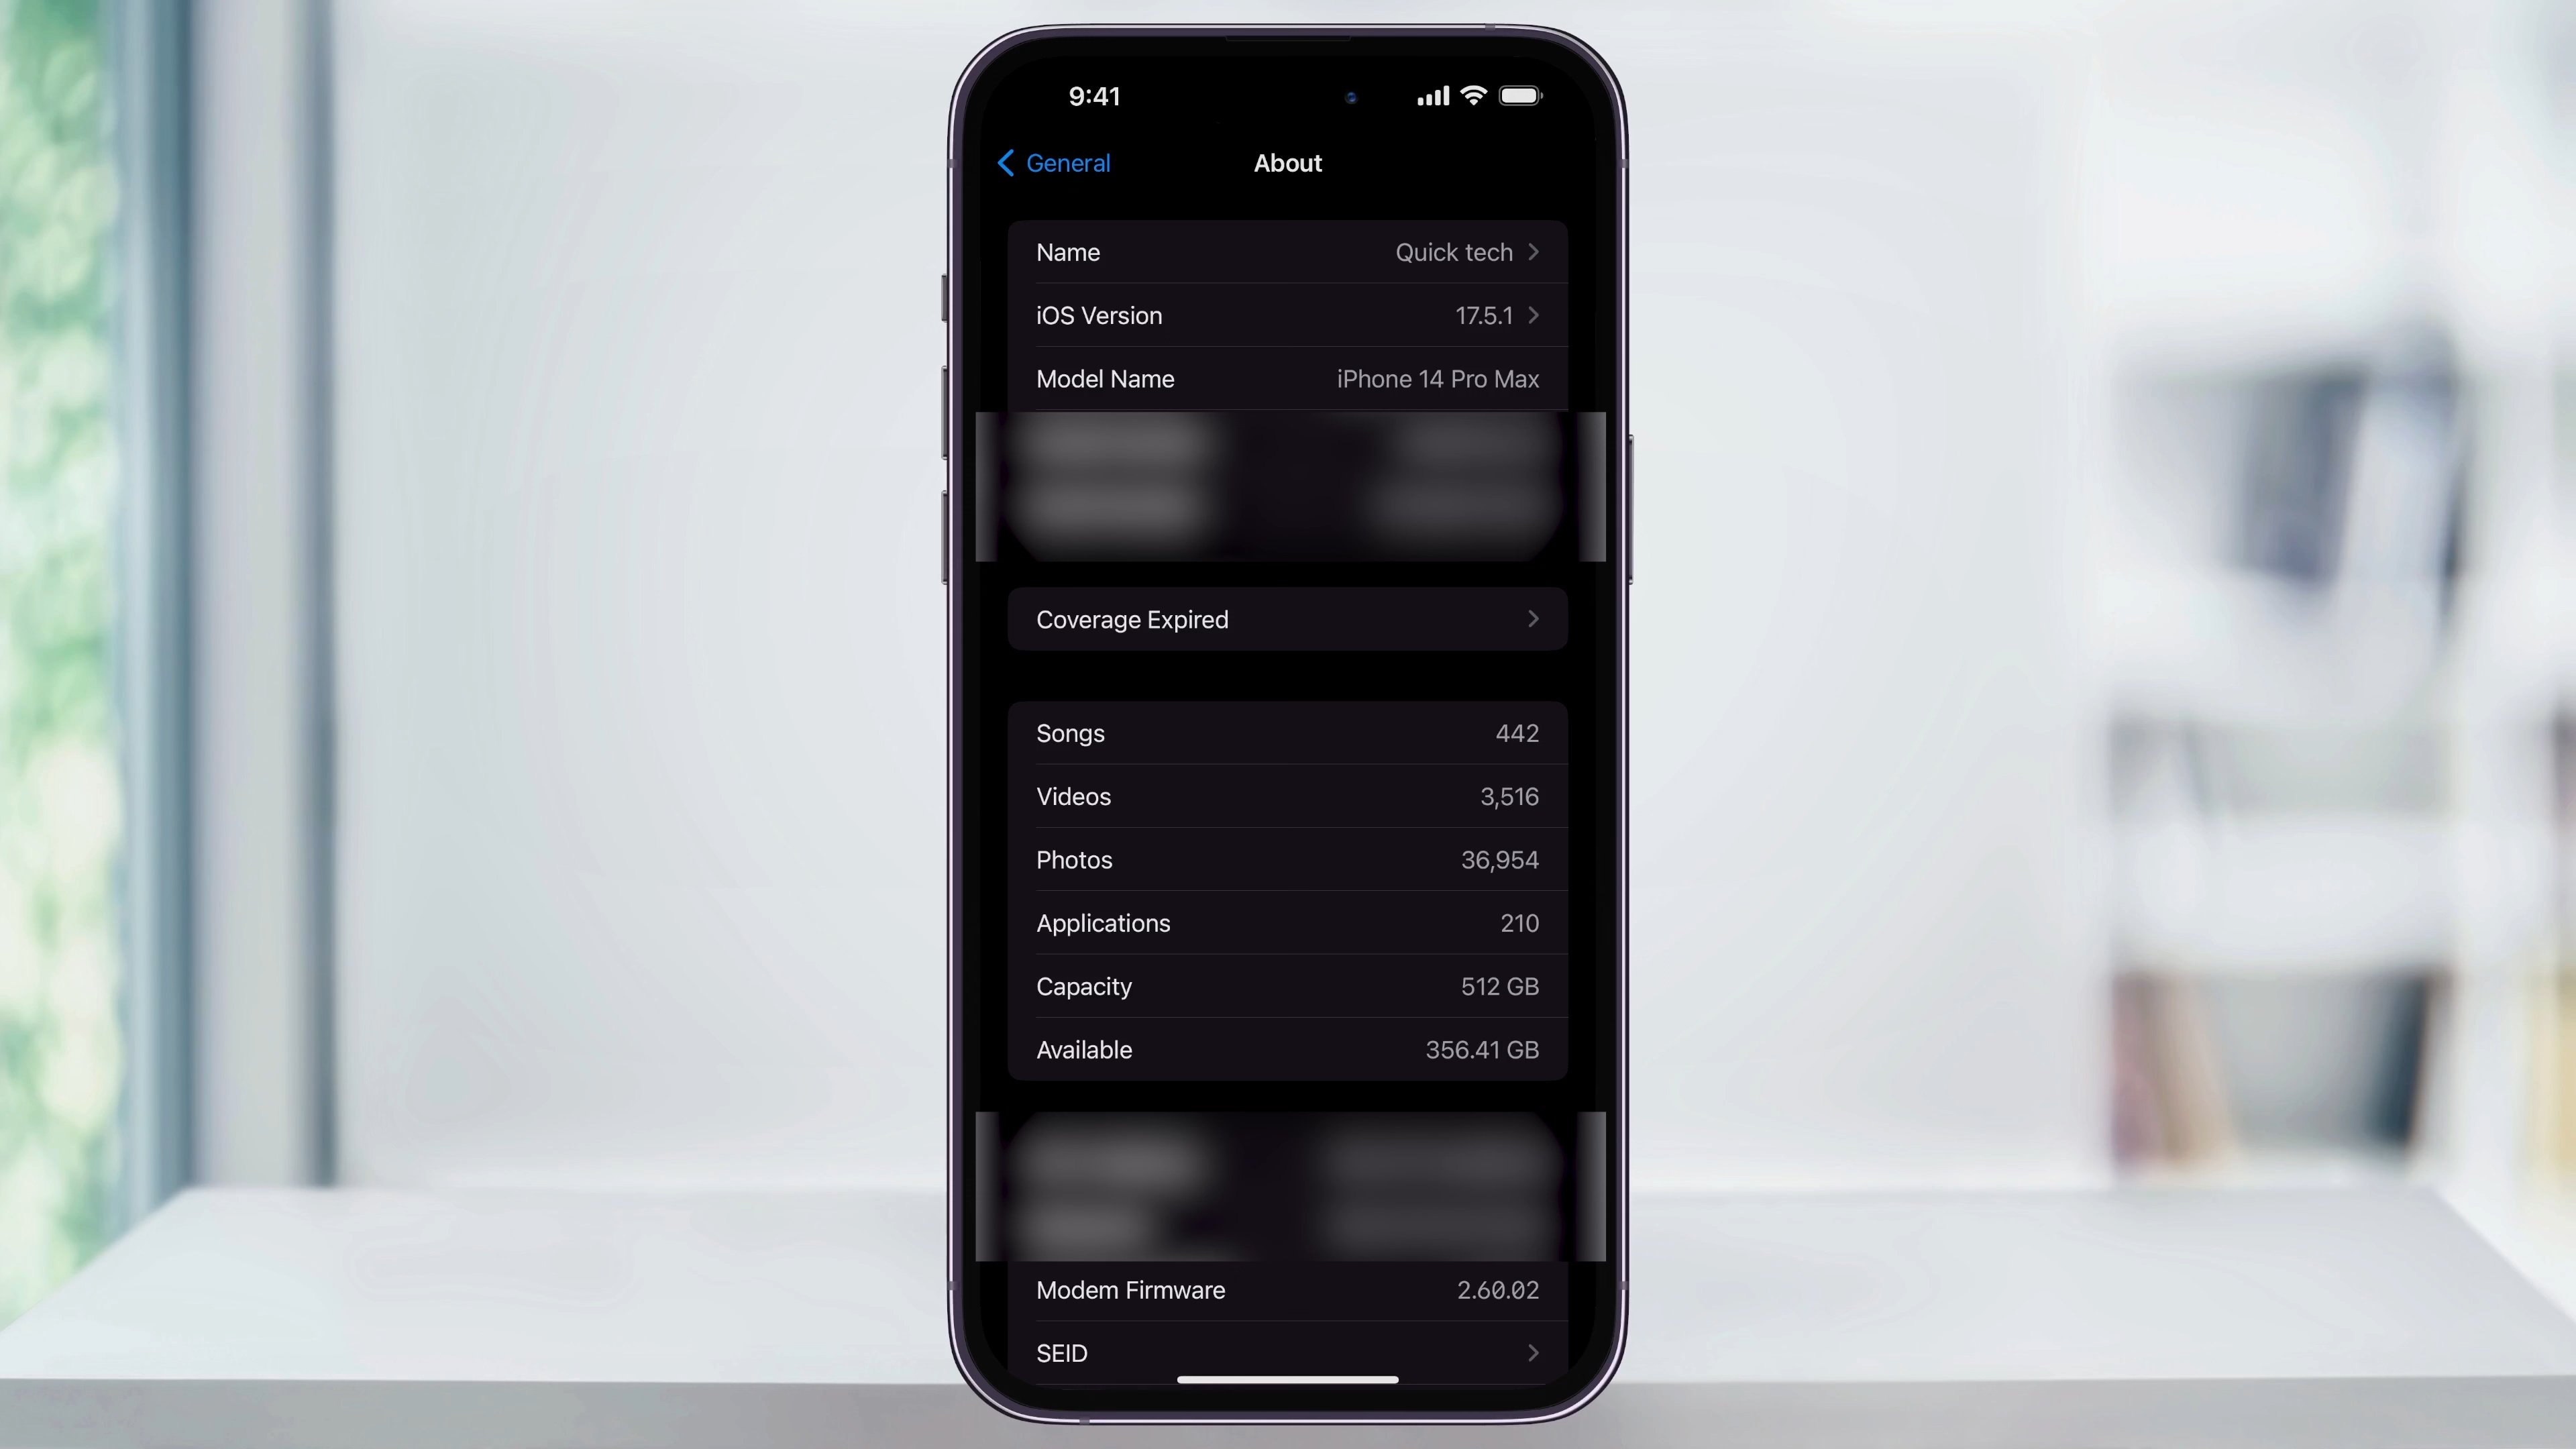 9:41
General
About
Name Quick tech
iOS Version 17.5.1
Model Name iPhone 14 Pro Max
Coverage Expired
Songs 442
Videos 3,516
Photos 36,954
Applications 210
Capacity 512 GB
Available 356.41 GB
Modem Firmware 2.60.02
SEID